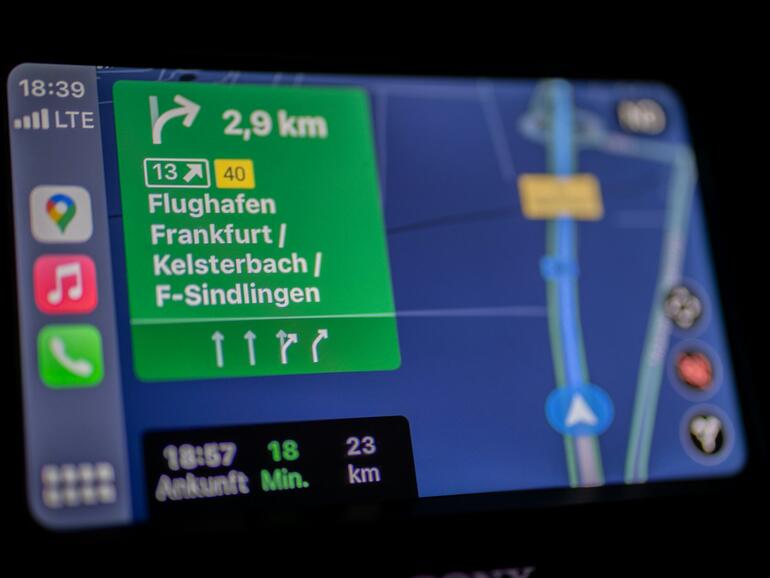 18:39
LTE
2,9 km
13 40
Flughafen
Frankfurt /
Kelsterbach /
F-Sindlingen
18:57 18 23
Ankunft Min. km
SONY